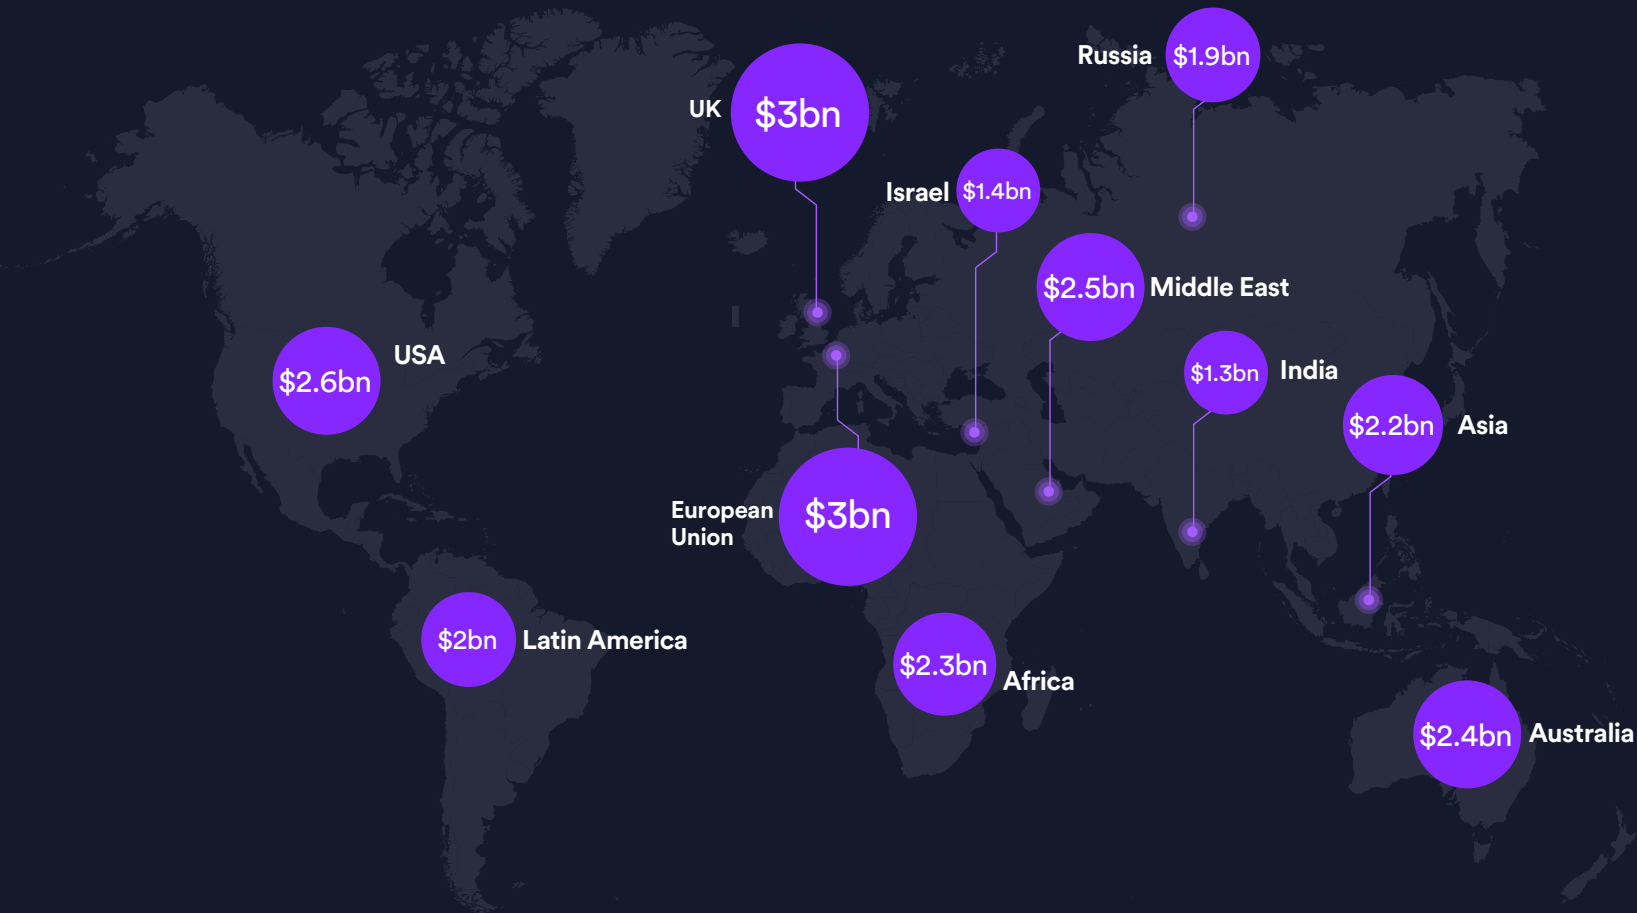 Russia
$1.9bn
UK
$3bn
Israel
$1.4bn
$2.5bn
Middle East
USA
$2.6bn
$1.3bn
India
$2.2bn
Asia
European
Union
$3bn
$2bn
Latin America
$2.3bn
Africa
$2.4bn
Australia